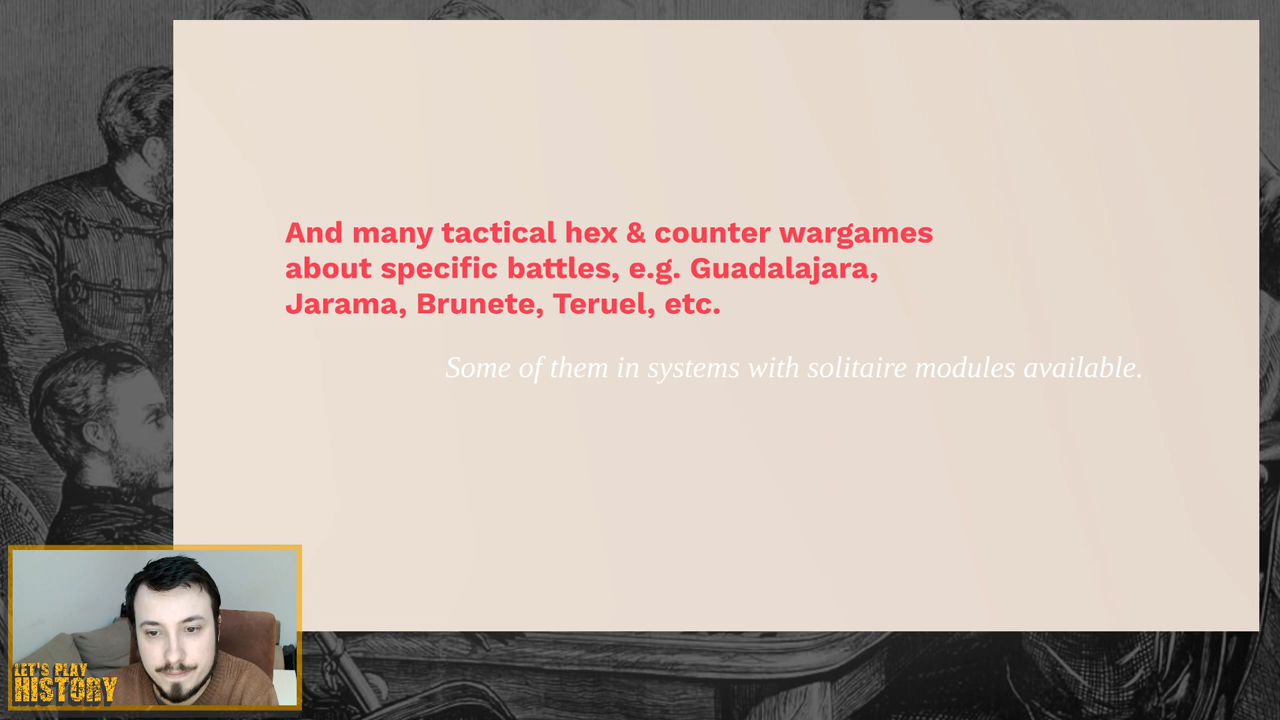 And many tactical hex & counter wargames
about specific battles, e.g. Guadalajara,
Jarama, Brunete, Teruel, etc.
Some of them in systems with solitaire modules available.
LET'S PLAY
HISTORY